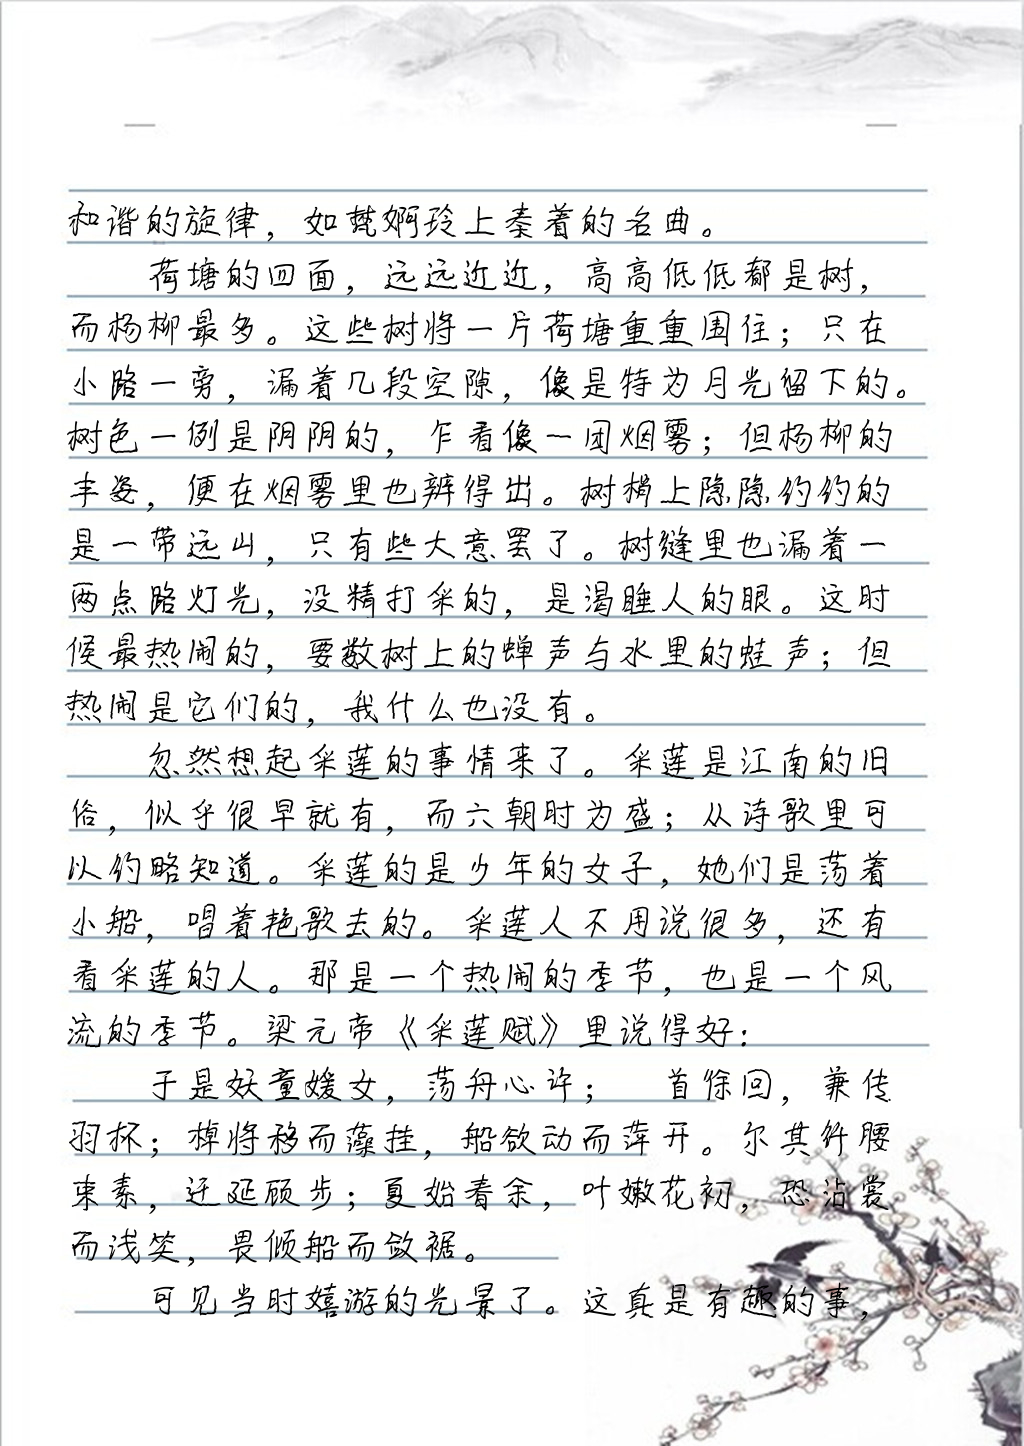 和谐的旋律，如梵婀玲上奏着的名曲。
荷塘的四面，远远近近，高高低低都是树，
而杨柳最多。这些树将一片荷塘重重围住；只在
小路一旁，漏着几段空隙，像是特为月光留下的。
树色一例是阴阴的，乍看像一团烟雾；但杨柳的
丰姿，便在烟雾里也辨得出。树梢上隐隐约约的
是一带远山，只有些大意罢了。树缝里也漏着一
两点路灯光，没精打采的，是渴睡人的眼。这时
候最热闹的，要数树上的蝉声与水里的蛙声；但
热闹是它们的，我什么也没有。
忽然想起采莲的事情来了。采莲是江南的旧
俗，似乎很早就有，而六朝时为盛；从诗歌里可
以约略知道。采莲的是少年的女子，她们是荡着
小船，唱着艳歌去的。采莲人不用说很多，还有
看采莲的人。那是一个热闹的季节，也是一个风
流的季节。梁元帝《采莲赋》里说得好：
于是妖童媛女，荡舟心许； 首徐回，兼传
羽杯；棹将移而藻挂，船欲动而萍开。尔其纤腰
束素，迁延顾步；夏始春余，叶嫩花初，恐沾裳
而浅笑，畏倾船而敛裾。
可见当时嬉游的光景了。这真是有趣的事，